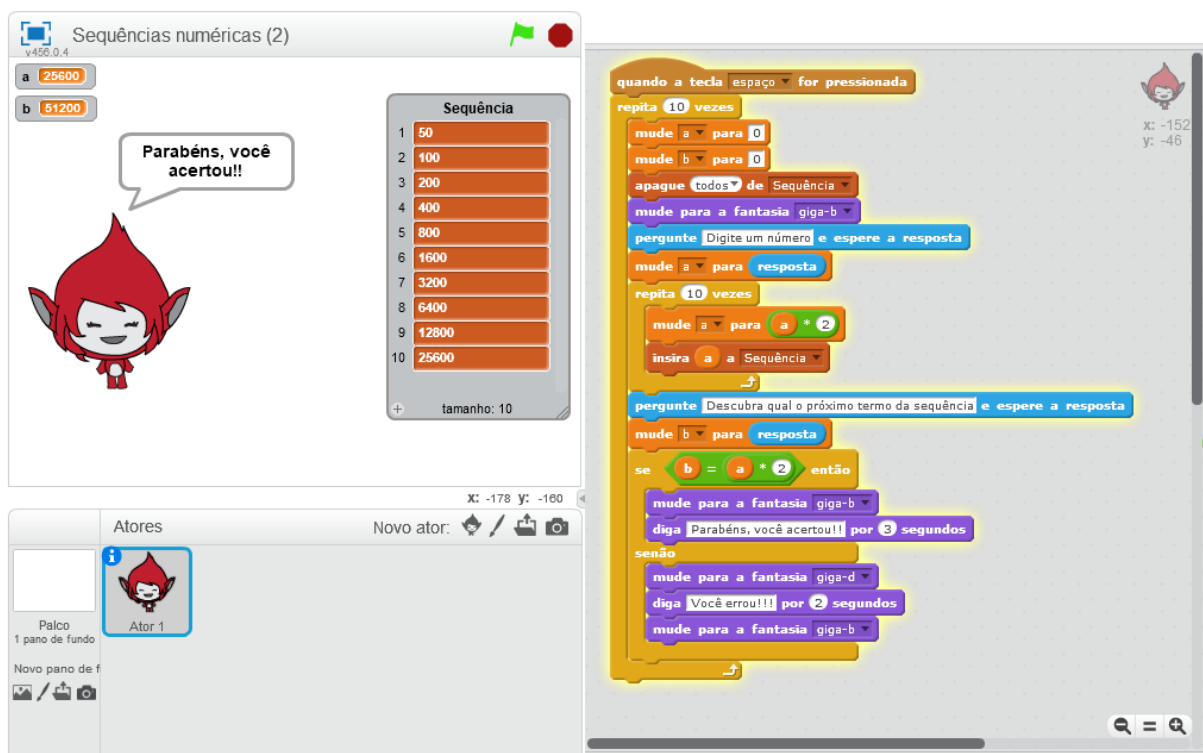 Sequências numéricas (2)
v456.0.4
a 25600
b 51200
Parabéns, você
acertou!!
Sequência
1 50
2 100
3 200
4 400
5 800
6 1600
7 3200
8 6400
9 12800
10 25600
+ tamanho: 10
x: -178 y: -160
Atores
Novo ator:
Palco
1 pano de fundo
Novo pano de f
i
Ator 1
quando a tecla espaço for pressionada
repita 10 vezes
mude a para 0
mude b para 0
apague todos de Sequência
mude para a fantasia giga-b
pergunte Digite um número e espere a resposta
mude a para resposta
repita 10 vezes
mude a para a * 2
insira a a Sequência
pergunte Descubra qual o próximo termo da sequência e espere a resposta
mude b para resposta
se b = a * 2 então
mude para a fantasia giga-b
diga Parabéns, você acertou!! por 3 segundos
senão
mude para a fantasia giga-d
diga Você errou!!! por 2 segundos
mude para a fantasia giga-b
x: -152
y: -46